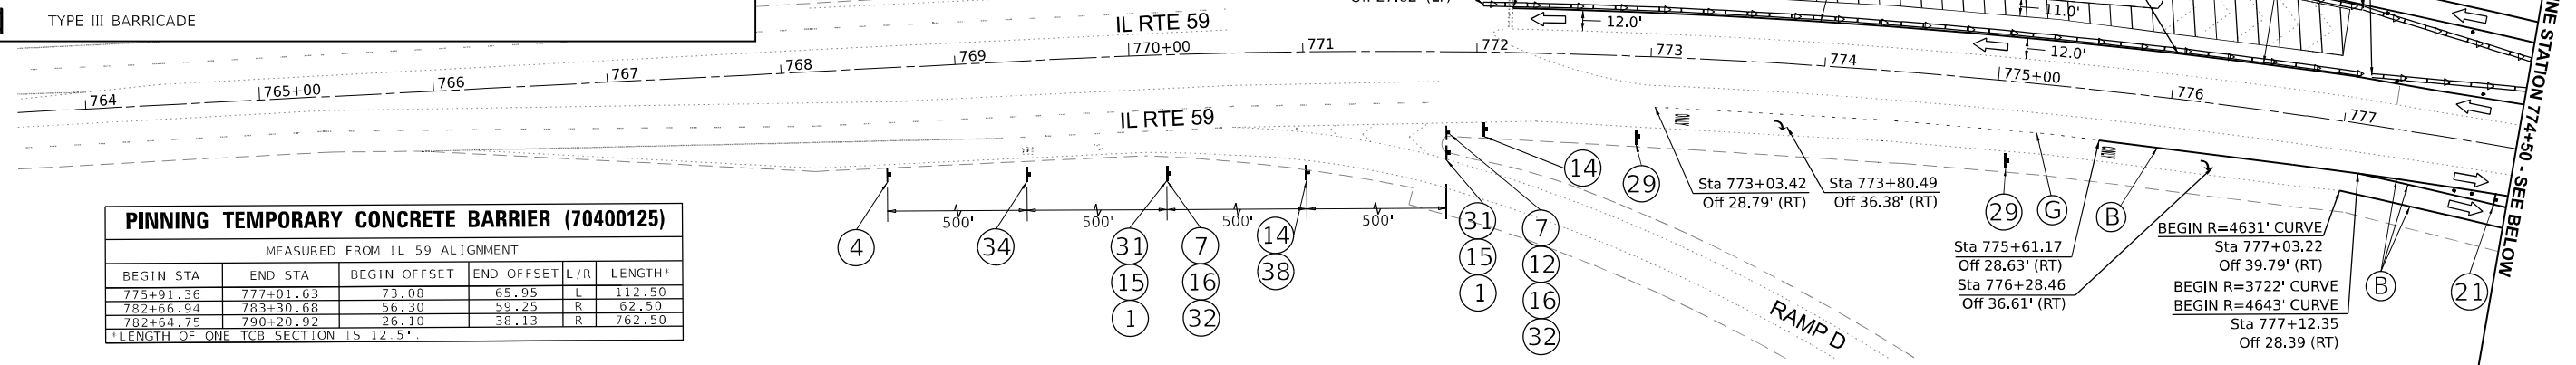 TYPE III BARRICADE
IL RTE 59
12.0'
11.0'
12.0'
764
765+00
766
767
768
769
770+00
771
772
773
774
775+00
776
777
IL RTE 59
500'
500'
500'
500'
4
34
31
15
1
7
16
32
14
38
31
15
1
7
12
16
32
14
29
Sta 773+03.42
Off 28.79' (RT)
Sta 773+80.49
Off 36.38' (RT)
29
G
B
Sta 775+61.17
Off 28.63' (RT)
Sta 776+28.46
Off 36.61' (RT)
BEGIN R=4631' CURVE
Sta 777+03.22
Off 39.79' (RT)
BEGIN R=3722' CURVE
BEGIN R=4643' CURVE
Sta 777+12.35
Off 28.39 (RT)
B
21
RAMP D
INE STATION 774+50 - SEE BELOW
PINNING TEMPORARY CONCRETE BARRIER (70400125)
MEASURED FROM IL 59 ALIGNMENT
BEGIN STA END STA BEGIN OFFSET END OFFSET L/R LENGTH*
775+91.36 777+01.63 73.08 65.95 L 112.50
782+66.94 783+30.68 56.30 59.25 R 62.50
782+64.75 790+20.92 26.10 38.13 R 762.50
*LENGTH OF ONE TCB SECTION IS 12.5'.